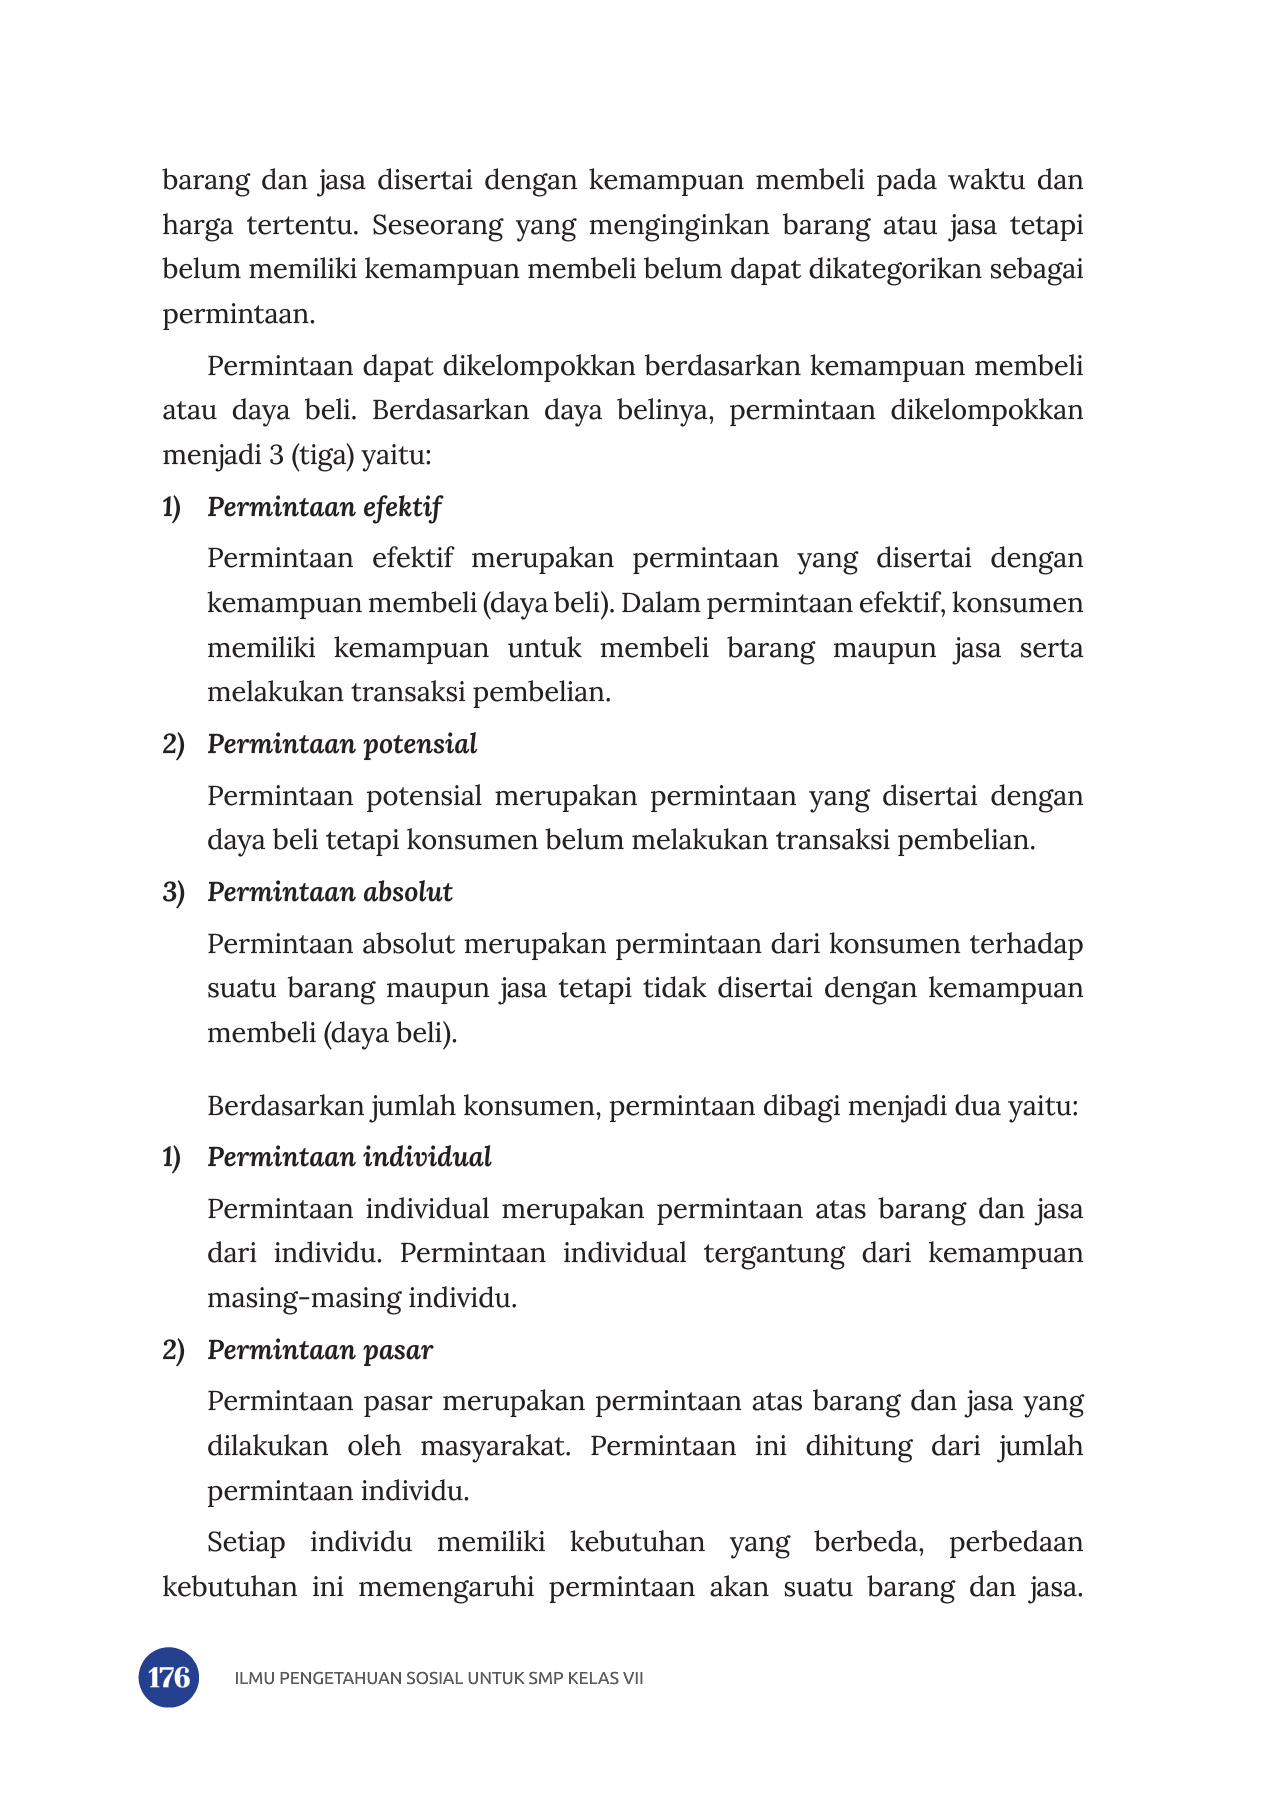 barang dan jasa disertai dengan kemampuan membeli pada waktu dan
harga tertentu. Seseorang yang menginginkan barang atau jasa tetapi
belum memiliki kemampuan membeli belum dapat dikategorikan sebagai
permintaan.
Permintaan dapat dikelompokkan berdasarkan kemampuan membeli
atau daya beli. Berdasarkan daya belinya, permintaan dikelompokkan
menjadi 3 (tiga) yaitu:
1) Permintaan efektif
Permintaan efektif merupakan permintaan yang disertai dengan
kemampuan membeli (daya beli). Dalam permintaan efektif, konsumen
memiliki kemampuan untuk membeli barang maupun jasa serta
melakukan transaksi pembelian.
2) Permintaan potensial
Permintaan potensial merupakan permintaan yang disertai dengan
daya beli tetapi konsumen belum melakukan transaksi pembelian.
3) Permintaan absolut
Permintaan absolut merupakan permintaan dari konsumen terhadap
suatu barang maupun jasa tetapi tidak disertai dengan kemampuan
membeli (daya beli).
Berdasarkan jumlah konsumen, permintaan dibagi menjadi dua yaitu:
1) Permintaan individual
Permintaan individual merupakan permintaan atas barang dan jasa
dari individu. Permintaan individual tergantung dari kemampuan
masing-masing individu.
2) Permintaan pasar
Permintaan pasar merupakan permintaan atas barang dan jasa yang
dilakukan oleh masyarakat. Permintaan ini dihitung dari jumlah
permintaan individu.
Setiap individu memiliki kebutuhan yang berbeda, perbedaan
kebutuhan ini memengaruhi permintaan akan suatu barang dan jasa.
176 ILMU PENGETAHUAN SOSIAL UNTUK SMP KELAS VII